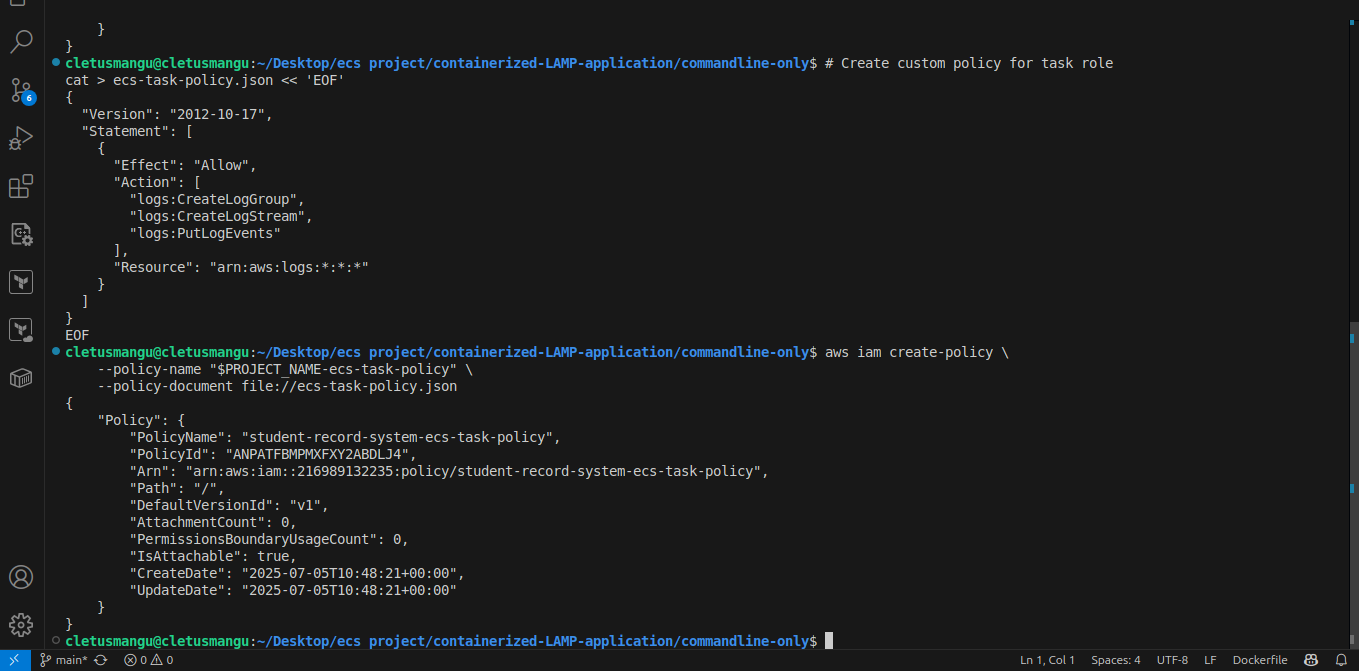 }
}
cletusmangu@cletusmangu:~/Desktop/ecs project/containerized-LAMP-application/commandline-only$ # Create custom policy for task role
cat > ecs-task-policy.json << 'EOF'
{
  "Version": "2012-10-17",
  "Statement": [
    {
      "Effect": "Allow",
      "Action": [
        "logs:CreateLogGroup",
        "logs:CreateLogStream",
        "logs:PutLogEvents"
      ],
      "Resource": "arn:aws:logs:*:*:*"
    }
  ]
}
EOF
cletusmangu@cletusmangu:~/Desktop/ecs project/containerized-LAMP-application/commandline-only$ aws iam create-policy \
    --policy-name "$PROJECT_NAME-ecs-task-policy" \
    --policy-document file://ecs-task-policy.json
{
    "Policy": {
        "PolicyName": "student-record-system-ecs-task-policy",
        "PolicyId": "ANPATFBMPMXFXY2ABDLJ4",
        "Arn": "arn:aws:iam::216989132235:policy/student-record-system-ecs-task-policy",
        "Path": "/",
        "DefaultVersionId": "v1",
        "AttachmentCount": 0,
        "PermissionsBoundaryUsageCount": 0,
        "IsAttachable": true,
        "CreateDate": "2025-07-05T10:48:21+00:00",
        "UpdateDate": "2025-07-05T10:48:21+00:00"
    }
}
cletusmangu@cletusmangu:~/Desktop/ecs project/containerized-LAMP-application/commandline-only$
6
main* 0 0 Ln 1, Col 1 Spaces: 4 UTF-8 LF Dockerfile